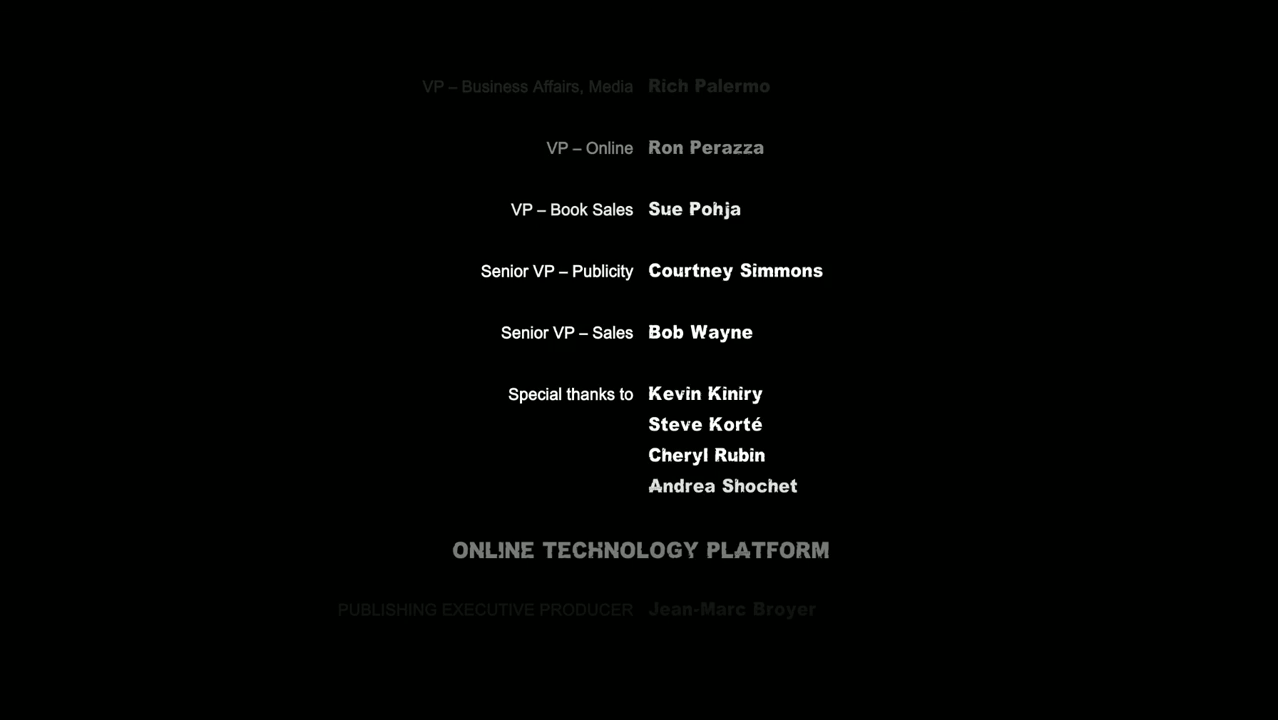 VP – Business Affairs, Media Rich Palermo
VP – Online Ron Perazza
VP – Book Sales Sue Pohja
Senior VP – Publicity Courtney Simmons
Senior VP – Sales Bob Wayne
Special thanks to Kevin Kiniry
Steve Korté
Cheryl Rubin
Andrea Shochet
ONLINE TECHNOLOGY PLATFORM
PUBLISHING EXECUTIVE PRODUCER Jean-Marc Broyer